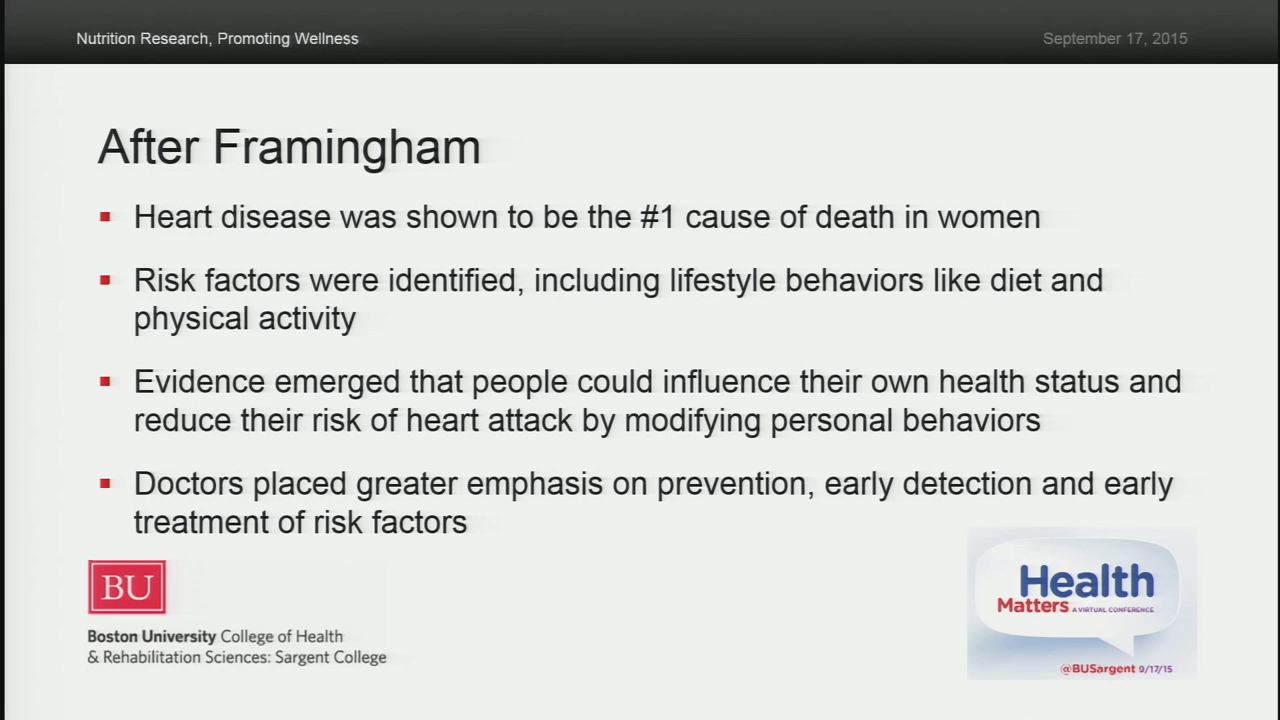 Nutrition Research, Promoting Wellness
September 17, 2015
After Framingham
Heart disease was shown to be the #1 cause of death in women
Risk factors were identified, including lifestyle behaviors like diet and
physical activity
Evidence emerged that people could influence their own health status and
reduce their risk of heart attack by modifying personal behaviors
Doctors placed greater emphasis on prevention, early detection and early
treatment of risk factors
BU
Boston University College of Health
& Rehabilitation Sciences: Sargent College
Health
Matters A VIRTUAL CONFERENCE
@BUSargent 9/17/15